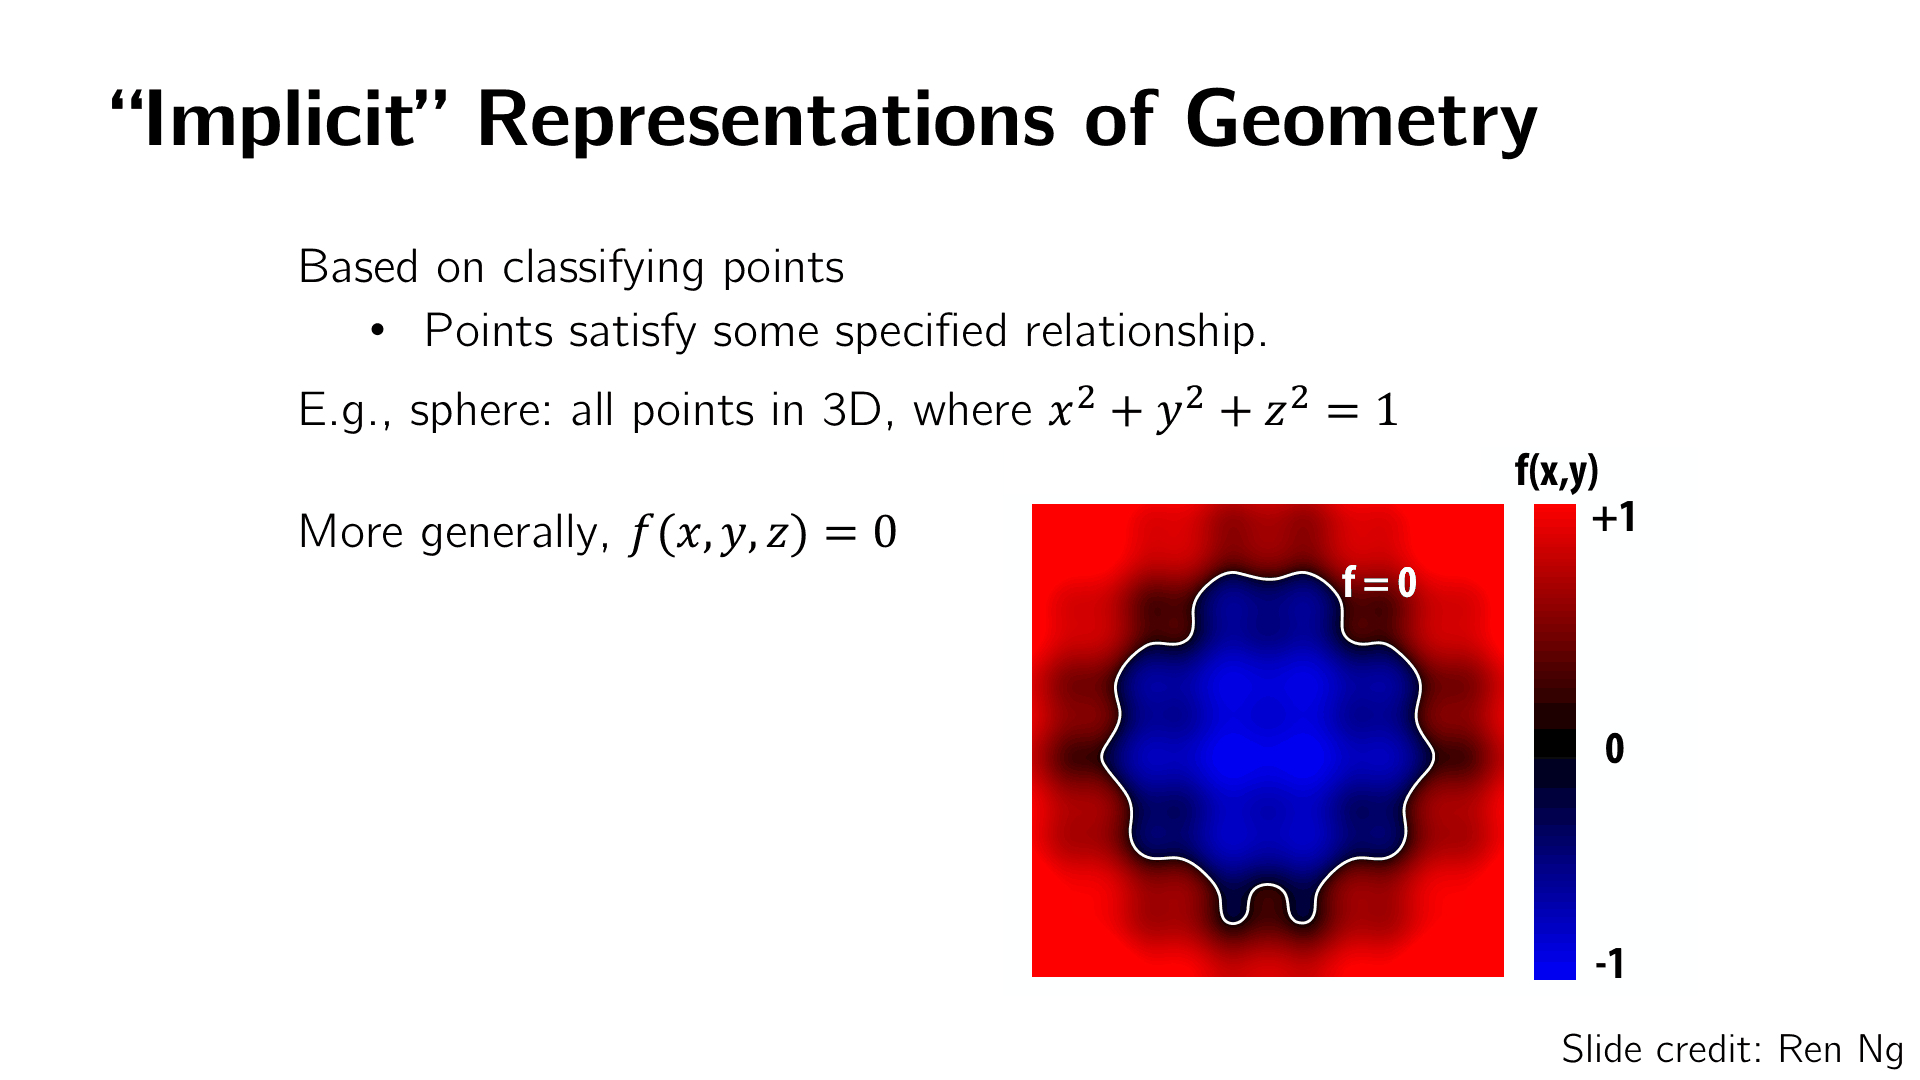 “Implicit” Representations of Geometry
Based on classifying points
• Points satisfy some specified relationship.
E.g., sphere: all points in 3D, where x² + y² + z² = 1
More generally, f(x, y, z) = 0
f(x,y)
+1
f = 0
0
-1
Slide credit: Ren Ng